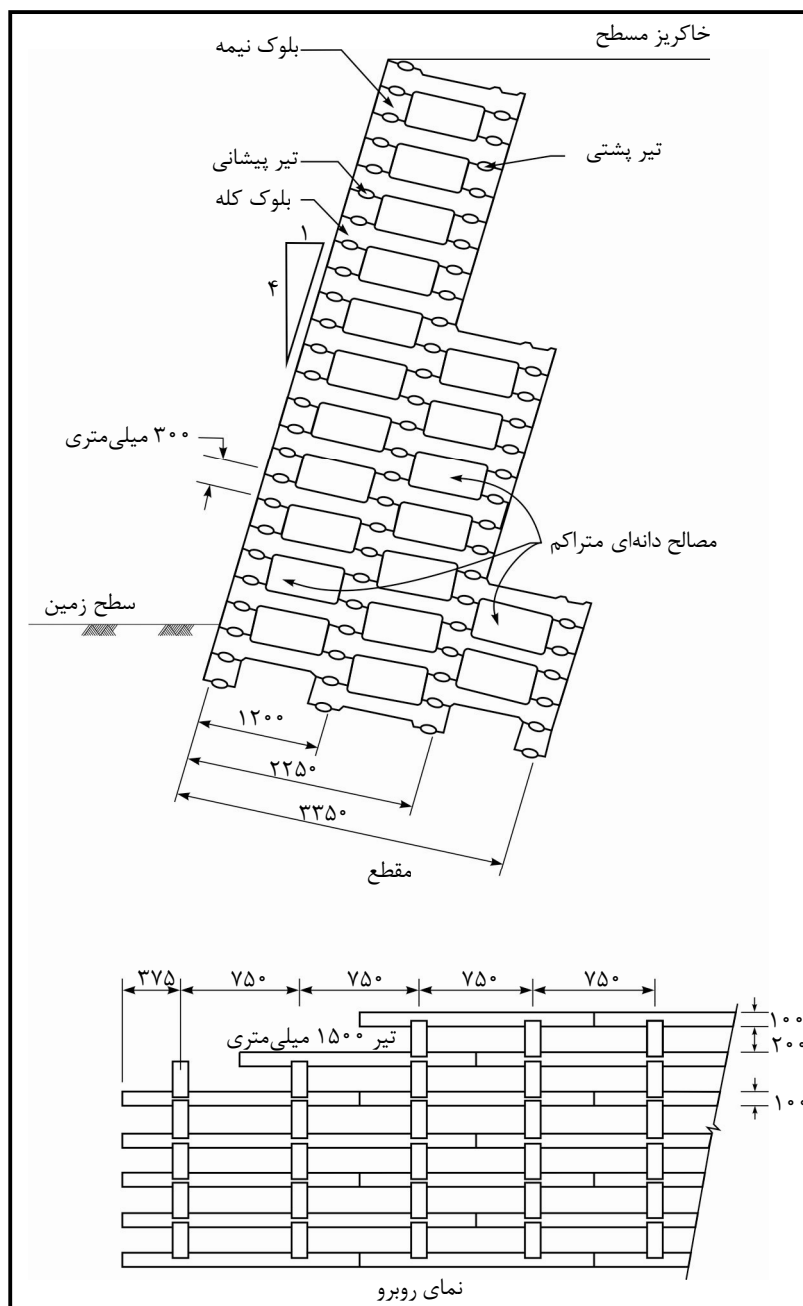 خاکریز مسطح
بلوک نیمه
تیر پشتی
تیر پیشانی
بلوک کله
۱
۴
۳۰۰ میلی‌متری
مصالح دانه‌ای متراکم
سطح زمین
۱۲۰۰
۲۲۵۰
۳۳۵۰
مقطع
۳۷۵
۷۵۰
۷۵۰
۷۵۰
۷۵۰
۱۰۰
تیر ۱۵۰۰ میلی‌متری
۲۰۰
۱۰۰
نمای روبرو